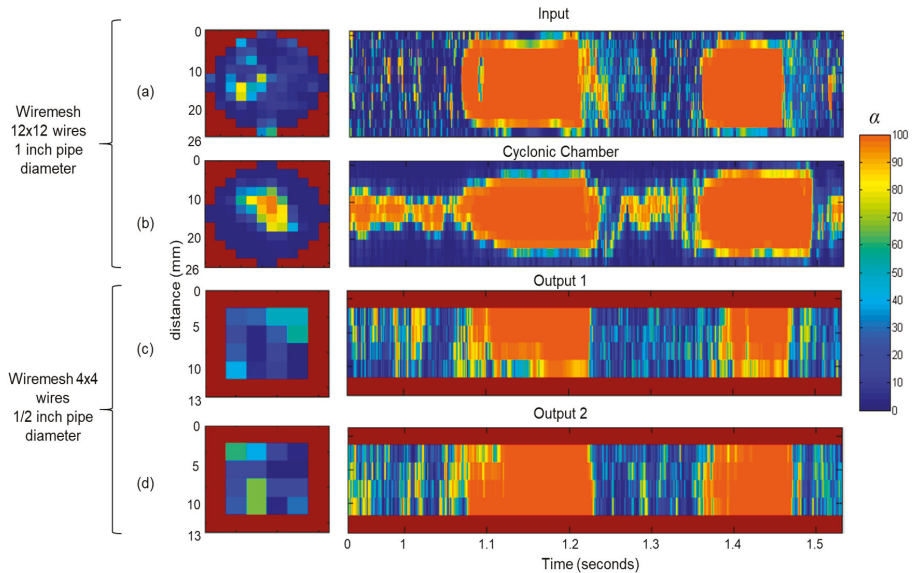 Input
Wiremesh
12x12 wires
1 inch pipe
diameter
(a)
0
10
20
26
Cyclonic Chamber
(b)
10
20
26
distance (mm)
α
100
90
80
70
60
50
40
30
20
10
0
Output 1
Wiremesh 4x4
wires
1/2 inch pipe
diameter
(c)
0
5
10
13
Output 2
(d)
0
5
10
13
0 1 1.1 1.2 1.3 1.4 1.5
Time (seconds)